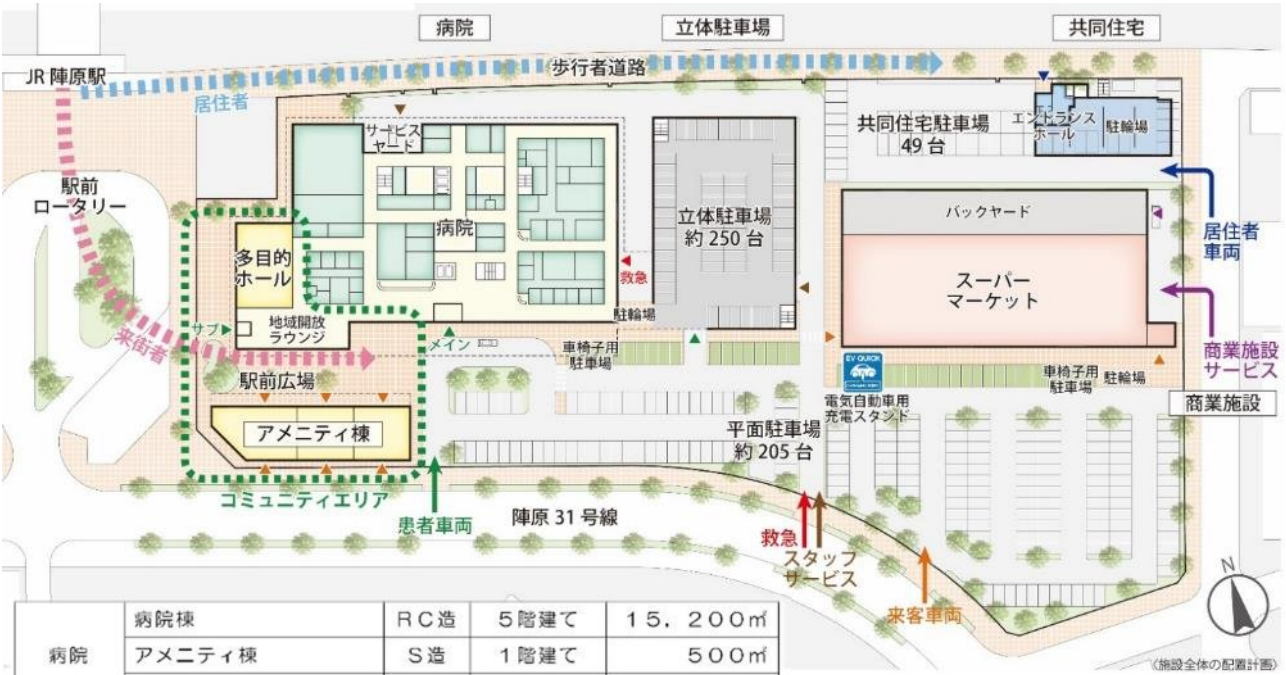 病院
立体駐車場
共同住宅
JR 陣原駅
歩行者道路
居住者
サービス
ヤード
共同住宅駐車場
49 台
エントランス
ホール
駐輪場
駅前
ロータリー
病院
立体駐車場
約 250 台
バックヤード
居住者
車両
多目的
ホール
救急
スーパー
マーケット
駐輪場
地域開放
ラウンジ
サブ
メイン
来街者
車椅子用
駐車場
商業施設
サービス
駅前広場
EV QUICK
電気自動車用
充電スタンド
車椅子用
駐車場
駐輪場
商業施設
アメニティ棟
平面駐車場
約 205 台
コミュニティエリア
患者車両
陣原 31 号線
救急
スタッフ
サービス
来客車両
N
病院
病院棟 RC造 5階建て 15，200㎡
アメニティ棟 S造 1階建て 500㎡
〈施設全体の配置計画〉